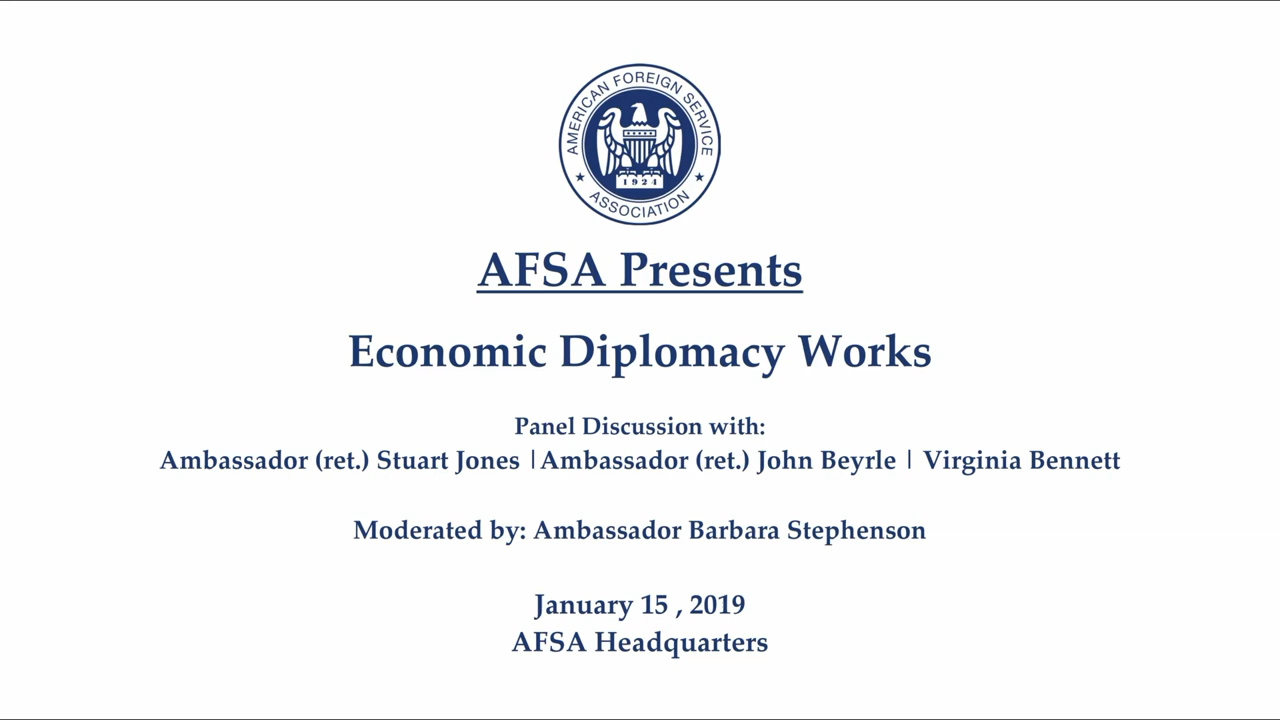 AMERICAN FOREIGN SERVICE
1924
ASSOCIATION
AFSA Presents
Economic Diplomacy Works
Panel Discussion with:
Ambassador (ret.) Stuart Jones |Ambassador (ret.) John Beyrle | Virginia Bennett
Moderated by: Ambassador Barbara Stephenson
January 15 , 2019
AFSA Headquarters